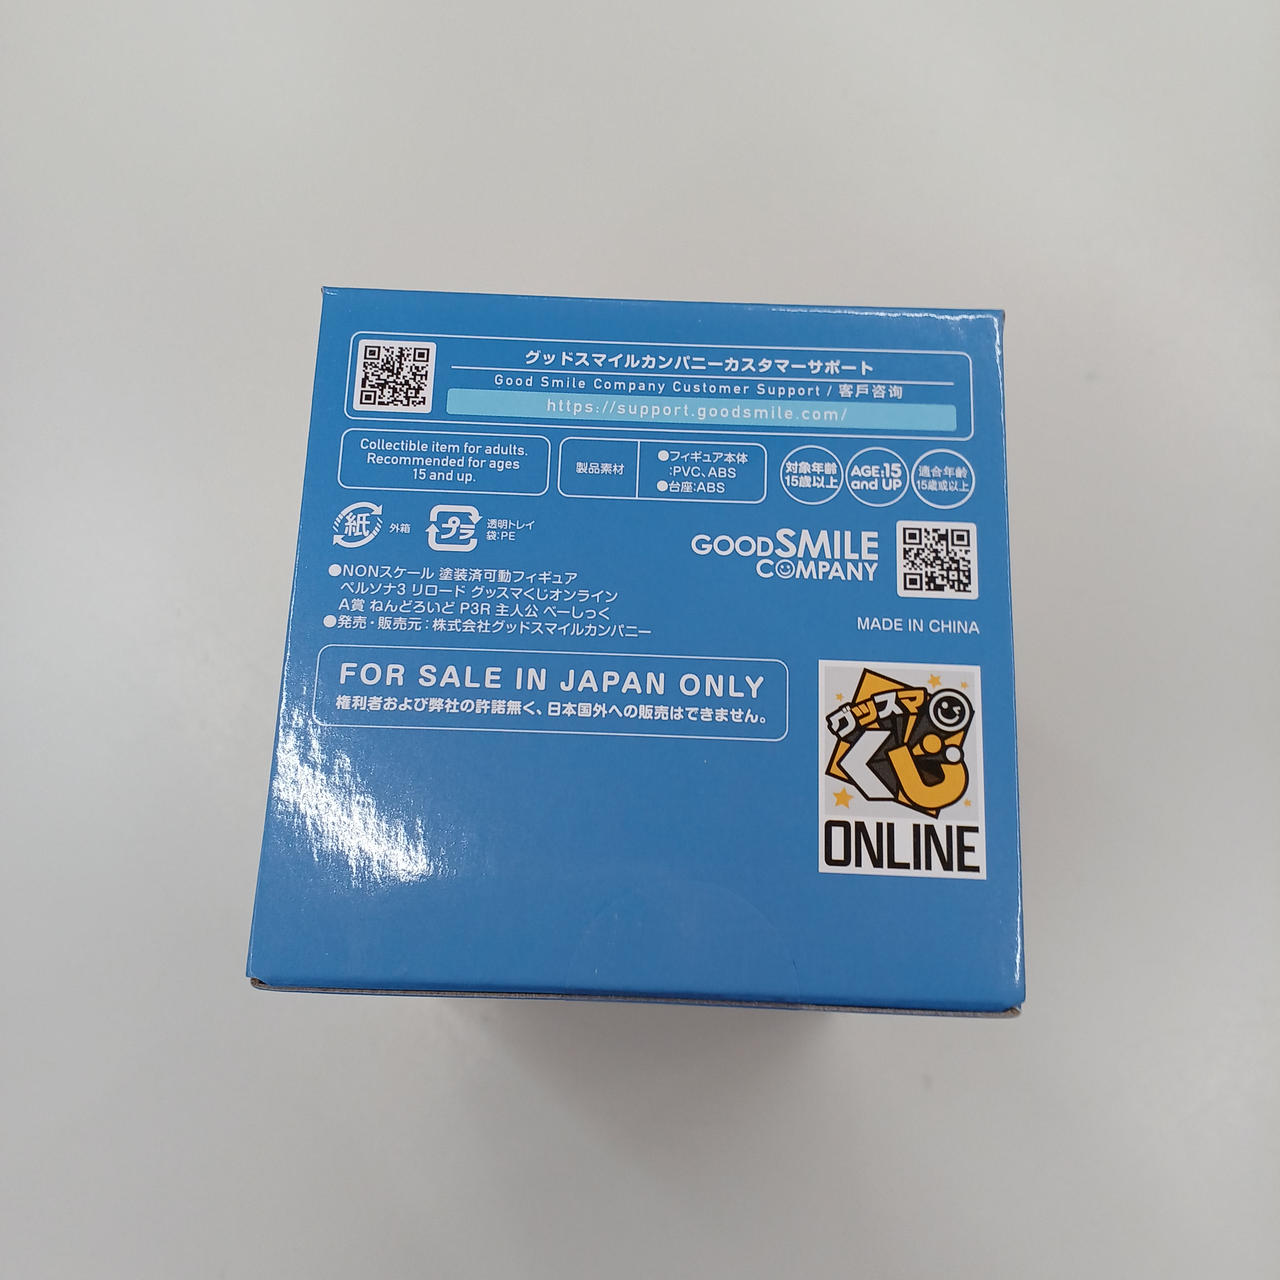 グッドスマイルカンパニーカスタマーサポート
Good Smile Company Customer Support / 客戶咨询
https://support.goodsmile.com/
Collectible item for adults.
Recommended for ages
15 and up.
製品素材
●フィギュア本体
:PVC、ABS
●台座:ABS
対象年齢
15歳以上
AGE:15
and UP
適合年齡
15歲或以上
紙
外箱
プラ
透明トレイ
袋:PE
GOODSMILE
COMPANY
●NONスケール 塗装済可動フィギュア
ペルソナ3 リロード グッスマくじオンライン
A賞 ねんどろいど P3R 主人公 べーしっく
●発売・販売元:株式会社グッドスマイルカンパニー
MADE IN CHINA
FOR SALE IN JAPAN ONLY
権利者および弊社の許諾無く、日本国外への販売はできません。
グッスマ
くじ
ONLINE